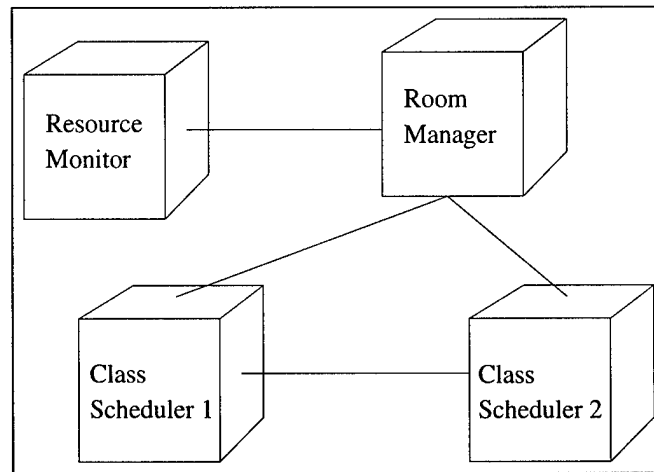 Resource
Monitor
Room
Manager
Class
Scheduler 1
Class
Scheduler 2